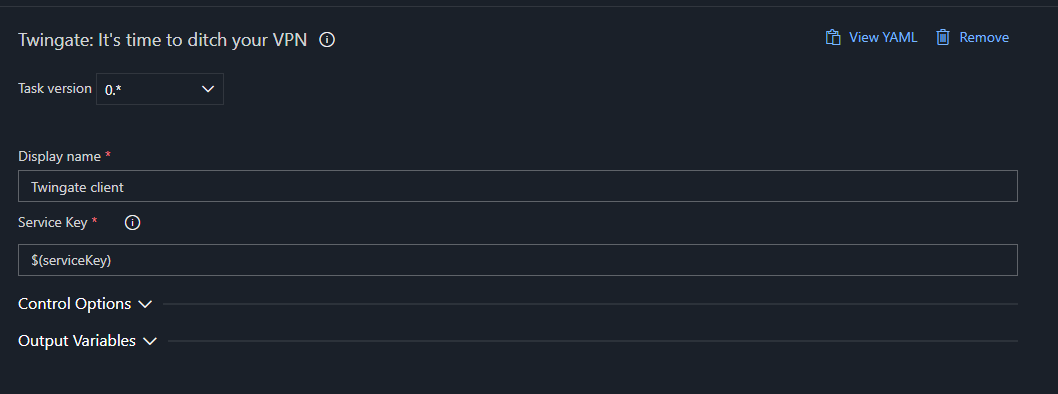 Twingate: It's time to ditch your VPN
View YAML
Remove
Task version
0.*
Display name *
Twingate client
Service Key *
$(serviceKey)
Control Options
Output Variables